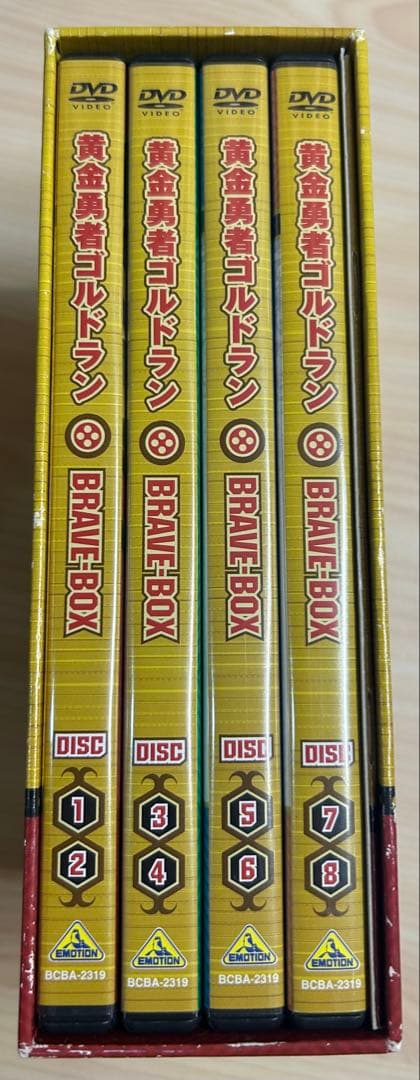 DVD
VIDEO
黄金勇者ゴルドラン
BRAVE-BOX
DISC
1
2
EMOTION
BCBA-2319
DVD
VIDEO
黄金勇者ゴルドラン
BRAVE-BOX
DISC
3
4
EMOTION
BCBA-2319
DVD
VIDEO
黄金勇者ゴルドラン
BRAVE-BOX
DISC
5
6
EMOTION
BCBA-2319
DVD
VIDEO
黄金勇者ゴルドラン
BRAVE-BOX
DISC
7
8
EMOTION
BCBA-2319